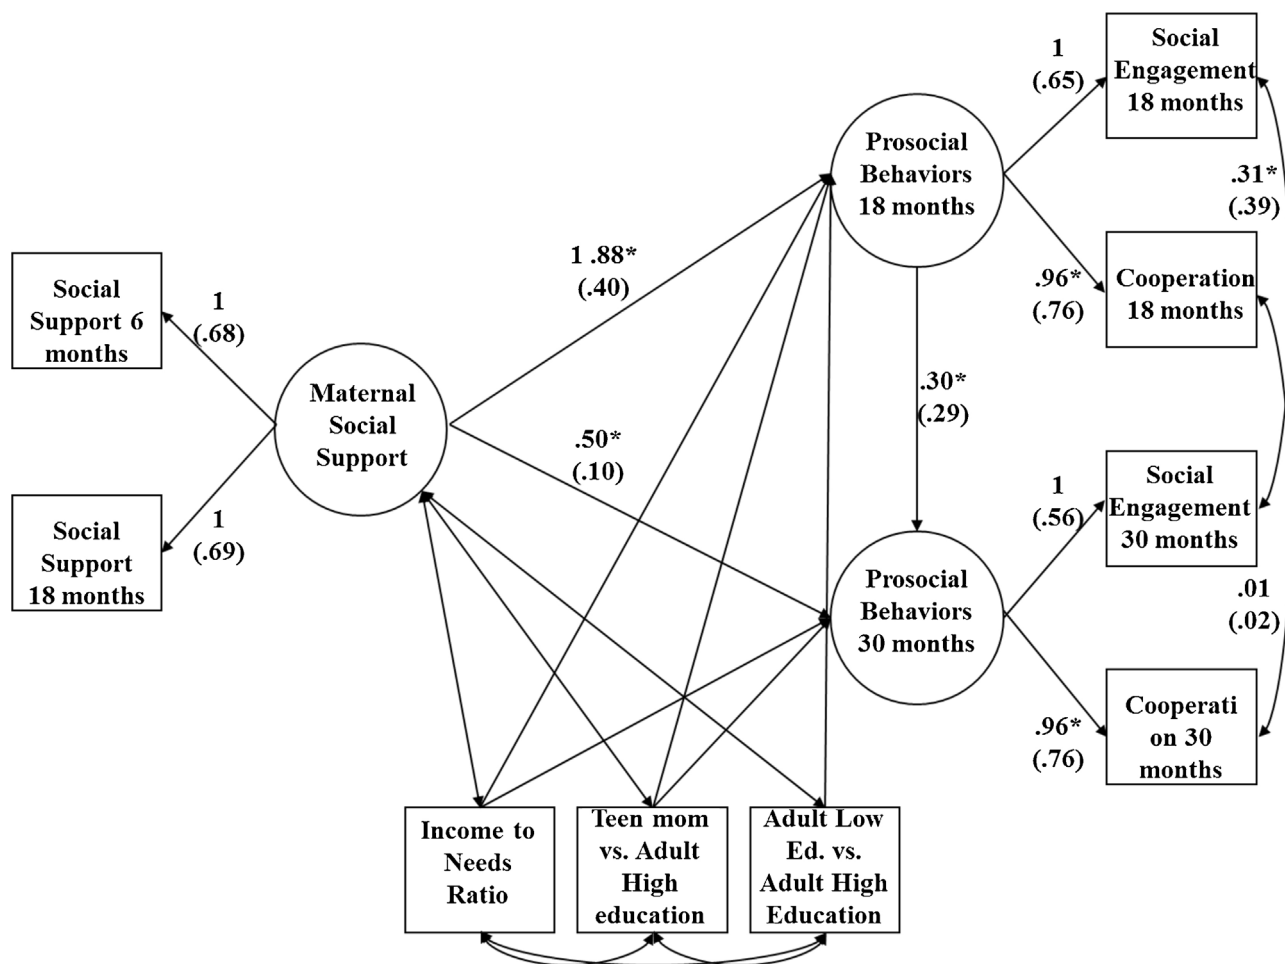 Social
Engagement
18 months
1
(.65)
Prosocial
Behaviors
18 months
.31*
(.39)
1 .88*
(.40)
.96*
(.76)
Cooperation
18 months
Social
Support 6
months
1
(.68)
Maternal
Social
Support
.30*
(.29)
.50*
(.10)
Social
Engagement
30 months
1
(.56)
Social
Support
18 months
1
(.69)
Prosocial
Behaviors
30 months
.01
(.02)
.96*
(.76)
Cooperati
on 30
months
Income to
Needs
Ratio
Teen mom
vs. Adult
High
education
Adult Low
Ed. vs.
Adult High
Education